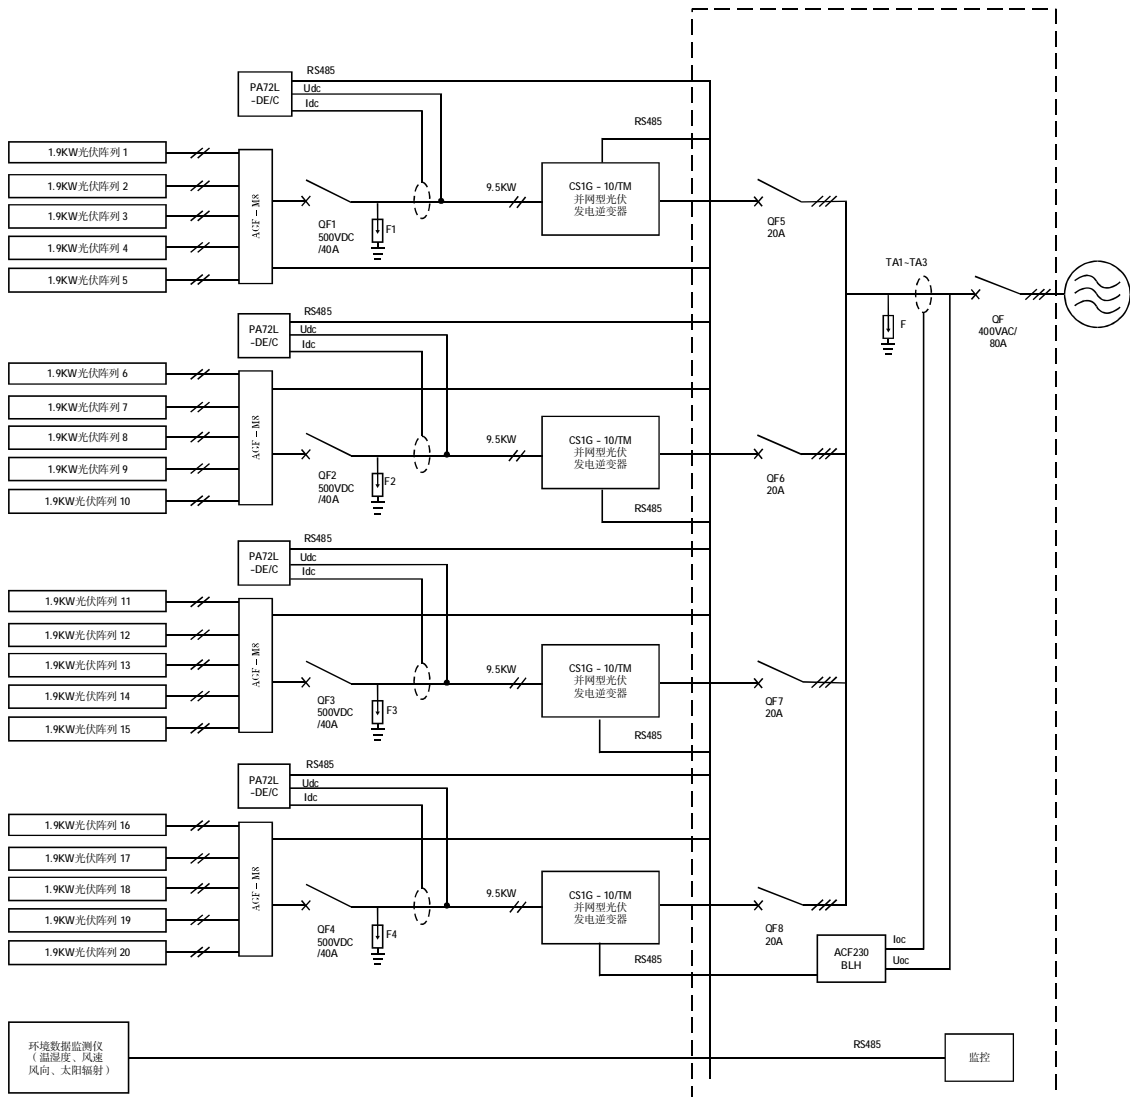 RS485
PA72L
-DE/C
Udc
Idc
RS485
1.9KW光伏阵列 1
1.9KW光伏阵列 2
1.9KW光伏阵列 3
1.9KW光伏阵列 4
1.9KW光伏阵列 5
AGF-M8
QF1
500VDC
/40A
F1
9.5KW
CS1G - 10/TM
并网型光伏
发电逆变器
QF5
20A
TA1~TA3
F
QF
400VAC/
80A
RS485
PA72L
-DE/C
Udc
Idc
1.9KW光伏阵列 6
1.9KW光伏阵列 7
1.9KW光伏阵列 8
1.9KW光伏阵列 9
1.9KW光伏阵列 10
AGF-M8
QF2
500VDC
/40A
F2
9.5KW
CS1G - 10/TM
并网型光伏
发电逆变器
RS485
QF6
20A
RS485
PA72L
-DE/C
Udc
Idc
1.9KW光伏阵列 11
1.9KW光伏阵列 12
1.9KW光伏阵列 13
1.9KW光伏阵列 14
1.9KW光伏阵列 15
AGF-M8
QF3
500VDC
/40A
F3
9.5KW
CS1G - 10/TM
并网型光伏
发电逆变器
RS485
QF7
20A
RS485
PA72L
-DE/C
Udc
Idc
1.9KW光伏阵列 16
1.9KW光伏阵列 17
1.9KW光伏阵列 18
1.9KW光伏阵列 19
1.9KW光伏阵列 20
AGF-M8
QF4
500VDC
/40A
F4
9.5KW
CS1G - 10/TM
并网型光伏
发电逆变器
RS485
QF8
20A
ACF230
BLH
Ioc
Uoc
环境数据监测仪
（温湿度、风速
风向、太阳辐射）
RS485
监控